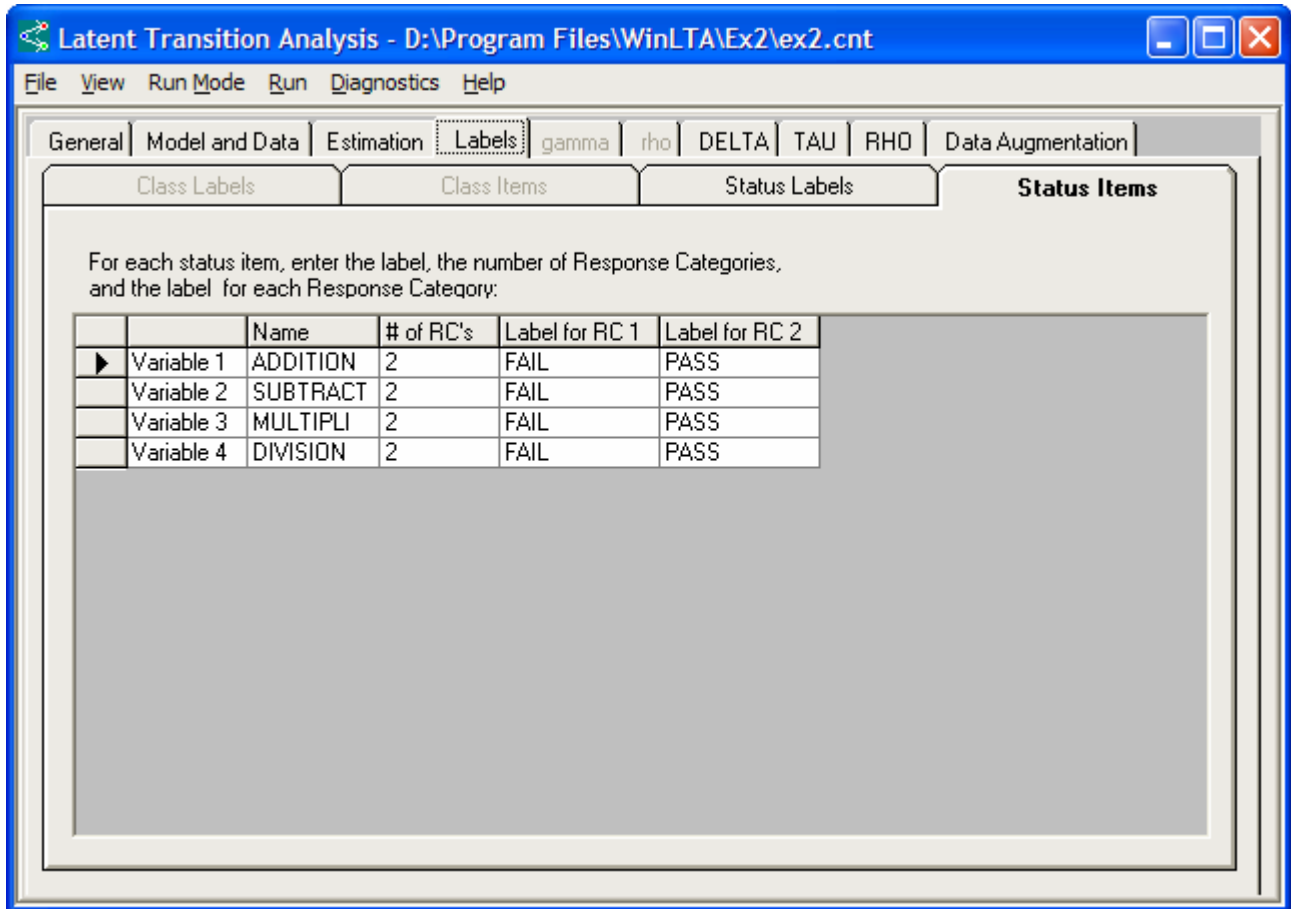 Latent Transition Analysis - D:\Program Files\WinLTA\Ex2\ex2.cnt
File View Run Mode Run Diagnostics Help
General Model and Data Estimation Labels gamma rho DELTA TAU RHO Data Augmentation
Class Labels Class Items Status Labels Status Items
For each status item, enter the label, the number of Response Categories,
and the label for each Response Category:
Name # of RC's Label for RC 1 Label for RC 2
Variable 1 ADDITION 2 FAIL PASS
Variable 2 SUBTRACT 2 FAIL PASS
Variable 3 MULTIPLI 2 FAIL PASS
Variable 4 DIVISION 2 FAIL PASS